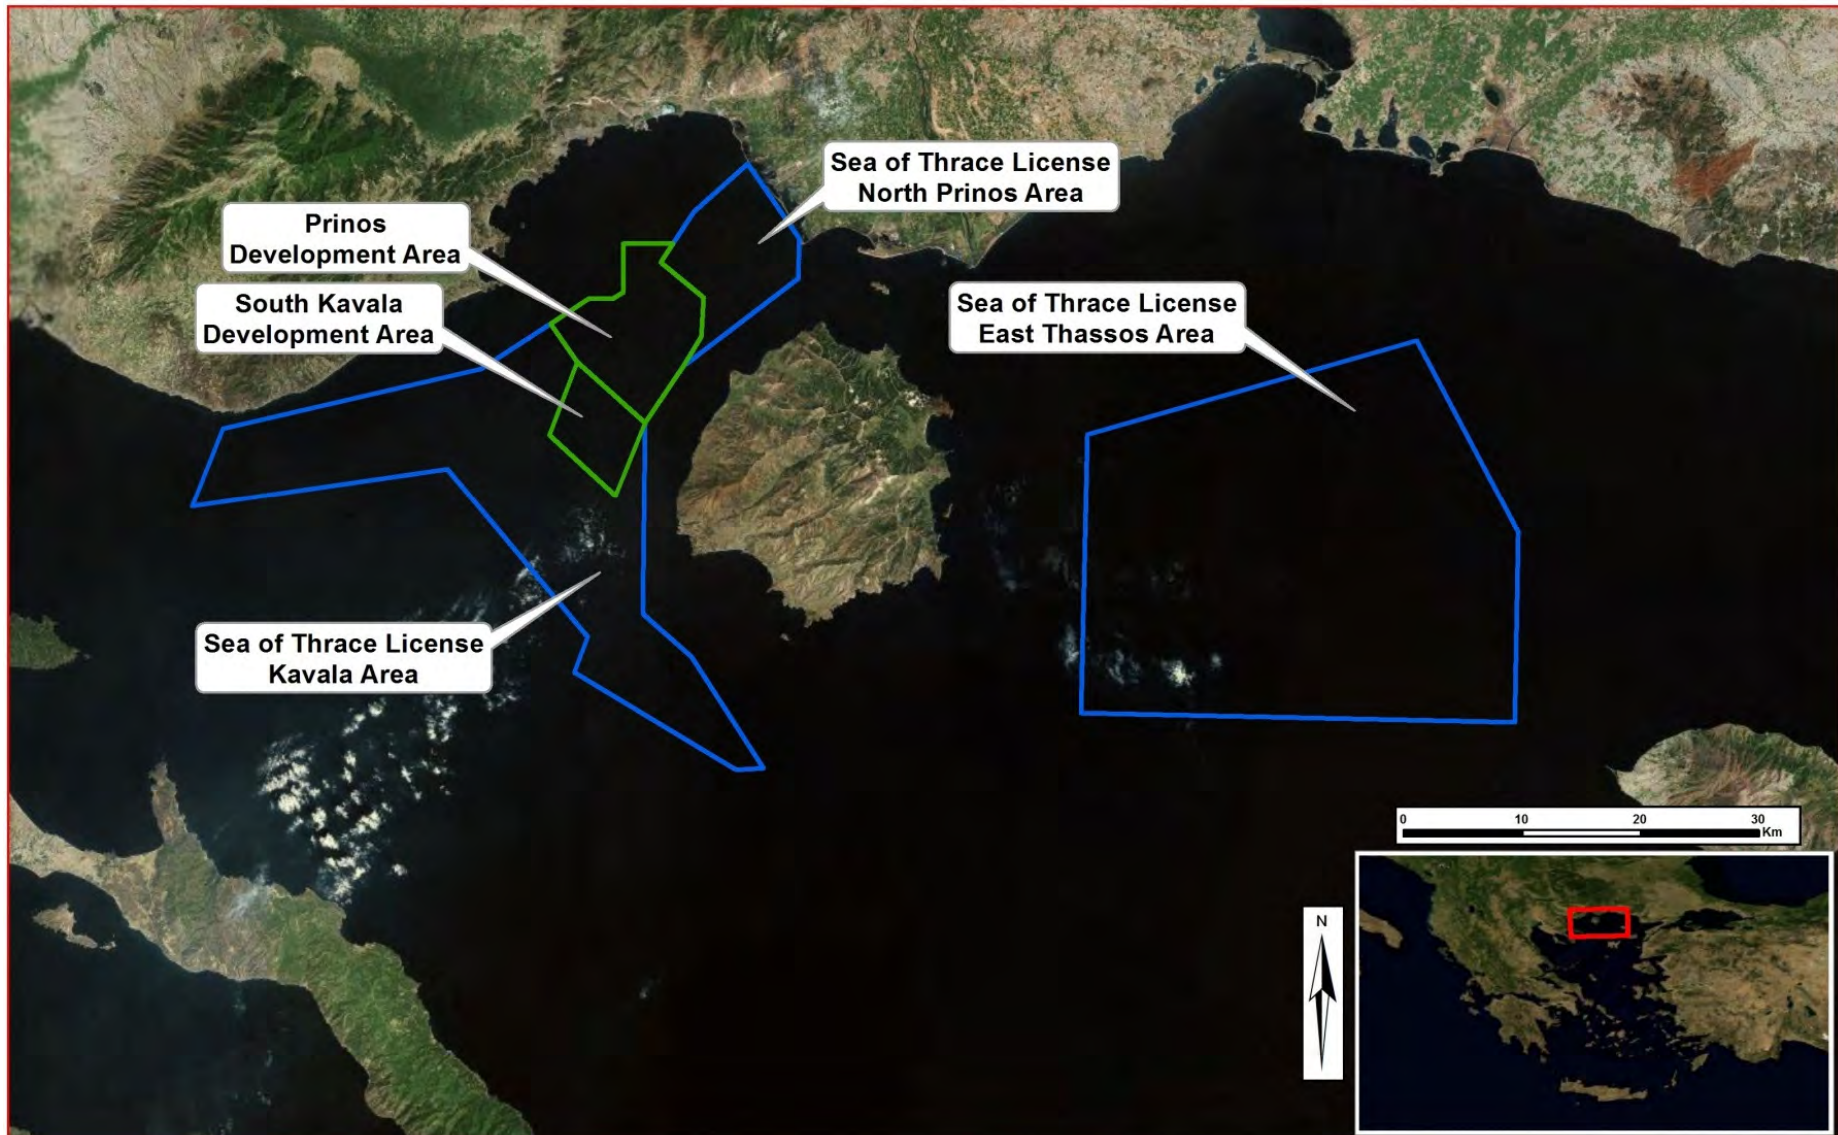 Sea of Thrace License
North Prinos Area
Prinos
Development Area
South Kavala
Development Area
Sea of Thrace License
East Thassos Area
Sea of Thrace License
Kavala Area
0 10 20 30
Km
N